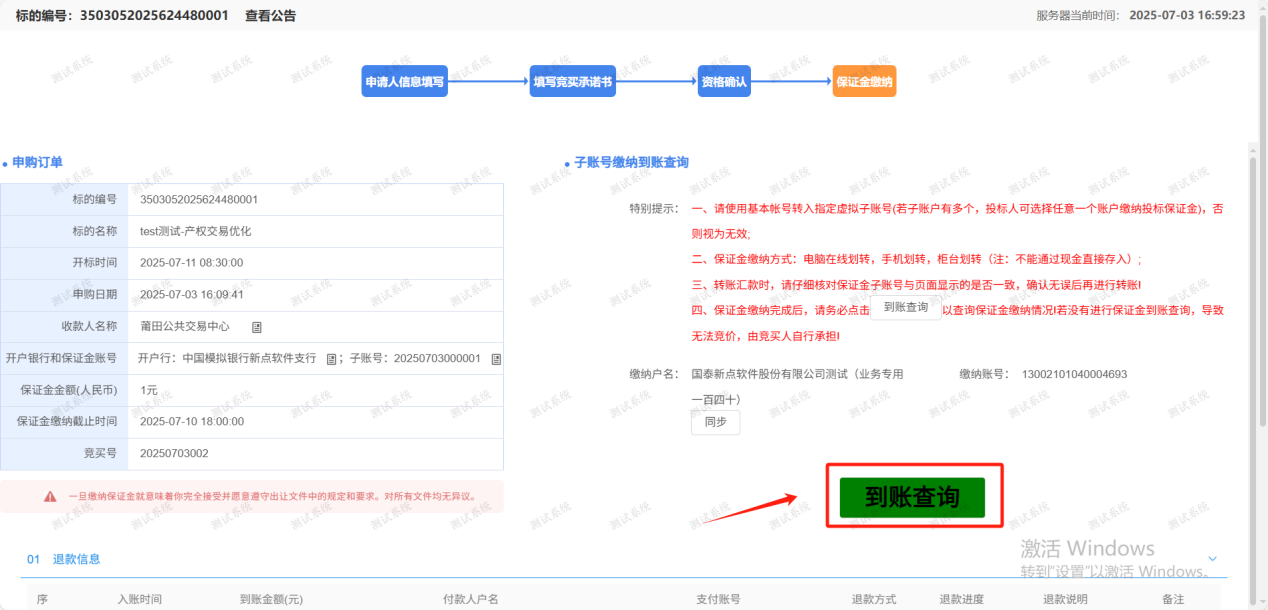 标的编号：3503052025624480001 查看公告
服务器当前时间： 2025-07-03 16:59:23
申请人信息填写
填写竞买承诺书
资格确认
保证金缴纳
申购订单
标的编号 3503052025624480001
标的名称 test测试-产权交易优化
开标时间 2025-07-11 08:30:00
申购日期 2025-07-03 16:09:41
收款人名称 莆田公共交易中心
开户银行和保证金账号 开户行：中国模拟银行新点软件支行 ；子账号：20250703000001
保证金金额(人民币) 1元
保证金缴纳截止时间 2025-07-10 18:00:00
竞买号 20250703002
一旦缴纳保证金就意味着你完全接受并愿意遵守出让文件中的规定和要求。对所有文件均无异议。
子账号缴纳到账查询
特别提示： 一、请使用基本帐号转入指定虚拟子账号(若子账户有多个，投标人可选择任意一个账户缴纳投标保证金)，否
则视为无效;
二、保证金缴纳方式：电脑在线划转，手机划转，柜台划转（注：不能通过现金直接存入）;
三、转账汇款时，请仔细核对保证金子账号与页面显示的是否一致，确认无误后再进行转账!
四、保证金缴纳完成后，请务必点击 到账查询 以查询保证金缴纳情况!若没有进行保证金到账查询，导致
无法竞价，由竞买人自行承担!
缴纳户名： 国泰新点软件股份有限公司测试（业务专用 缴纳账号： 13002101040004693
一百四十）
同步
到账查询
激活 Windows
转到"设置"以激活 Windows。
01 退款信息
序 入账时间 到账金额(元) 付款人户名 支付账号 退款方式 退款进度 退款说明 备注
测试系统